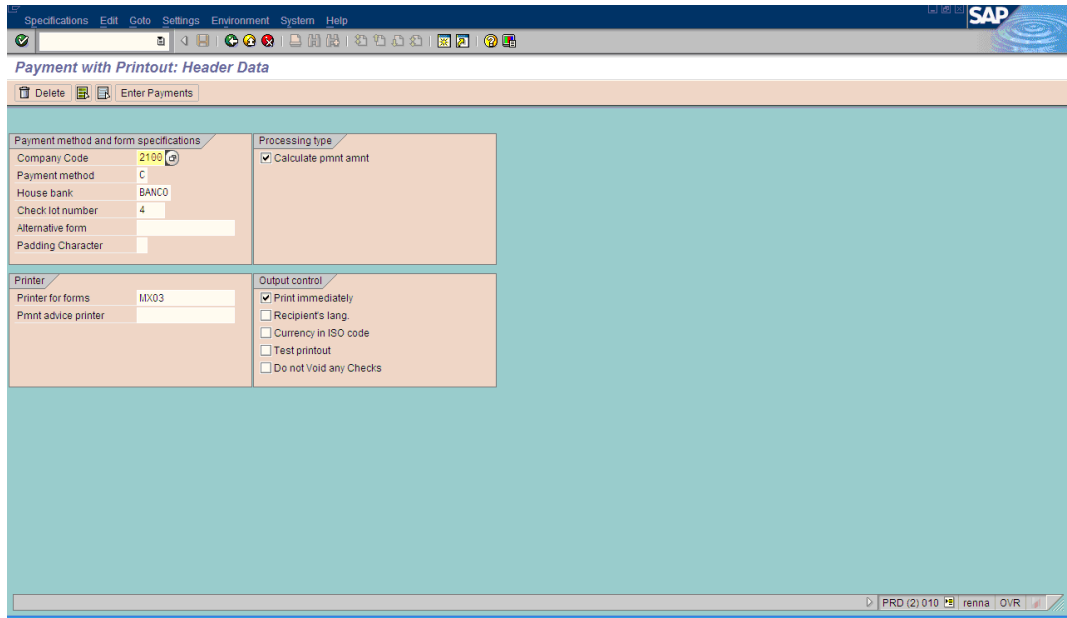 Specifications Edit Goto Settings Environment System Help
SAP
Payment with Printout: Header Data
Delete Enter Payments
Payment method and form specifications
Company Code 2100
Payment method C
House bank BANCO
Check lot number 4
Alternative form
Padding Character
Processing type
Calculate pmnt amnt
Printer
Printer for forms MX03
Pmnt advice printer
Output control
Print immediately
Recipient's lang.
Currency in ISO code
Test printout
Do not Void any Checks
PRD (2) 010 renna OVR